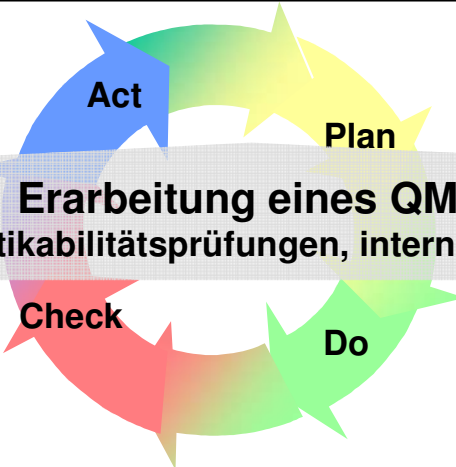 Act
Plan
Erarbeitung eines QM
tikabilitätsprüfungen, intern
Check
Do